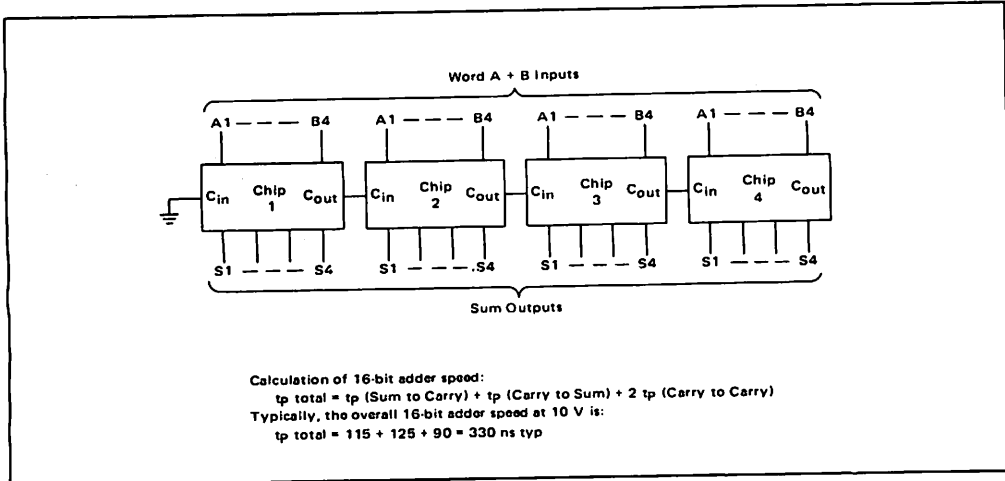 Word A + B Inputs
A1 — — — — B4 A1 — — — — B4 A1 — — — — B4 A1 — — — — B4
Cin Chip 1 Cout Cin Chip 2 Cout Cin Chip 3 Cout Cin Chip 4 Cout
S1 — — — — S4 S1 — — — — .S4 S1 — — — — S4 S1 — — — — S4
Sum Outputs
Calculation of 16-bit adder speed:
tp total = tp (Sum to Carry) + tp (Carry to Sum) + 2 tp (Carry to Carry)
Typically, the overall 16-bit adder speed at 10 V is:
tp total = 115 + 125 + 90 = 330 ns typ